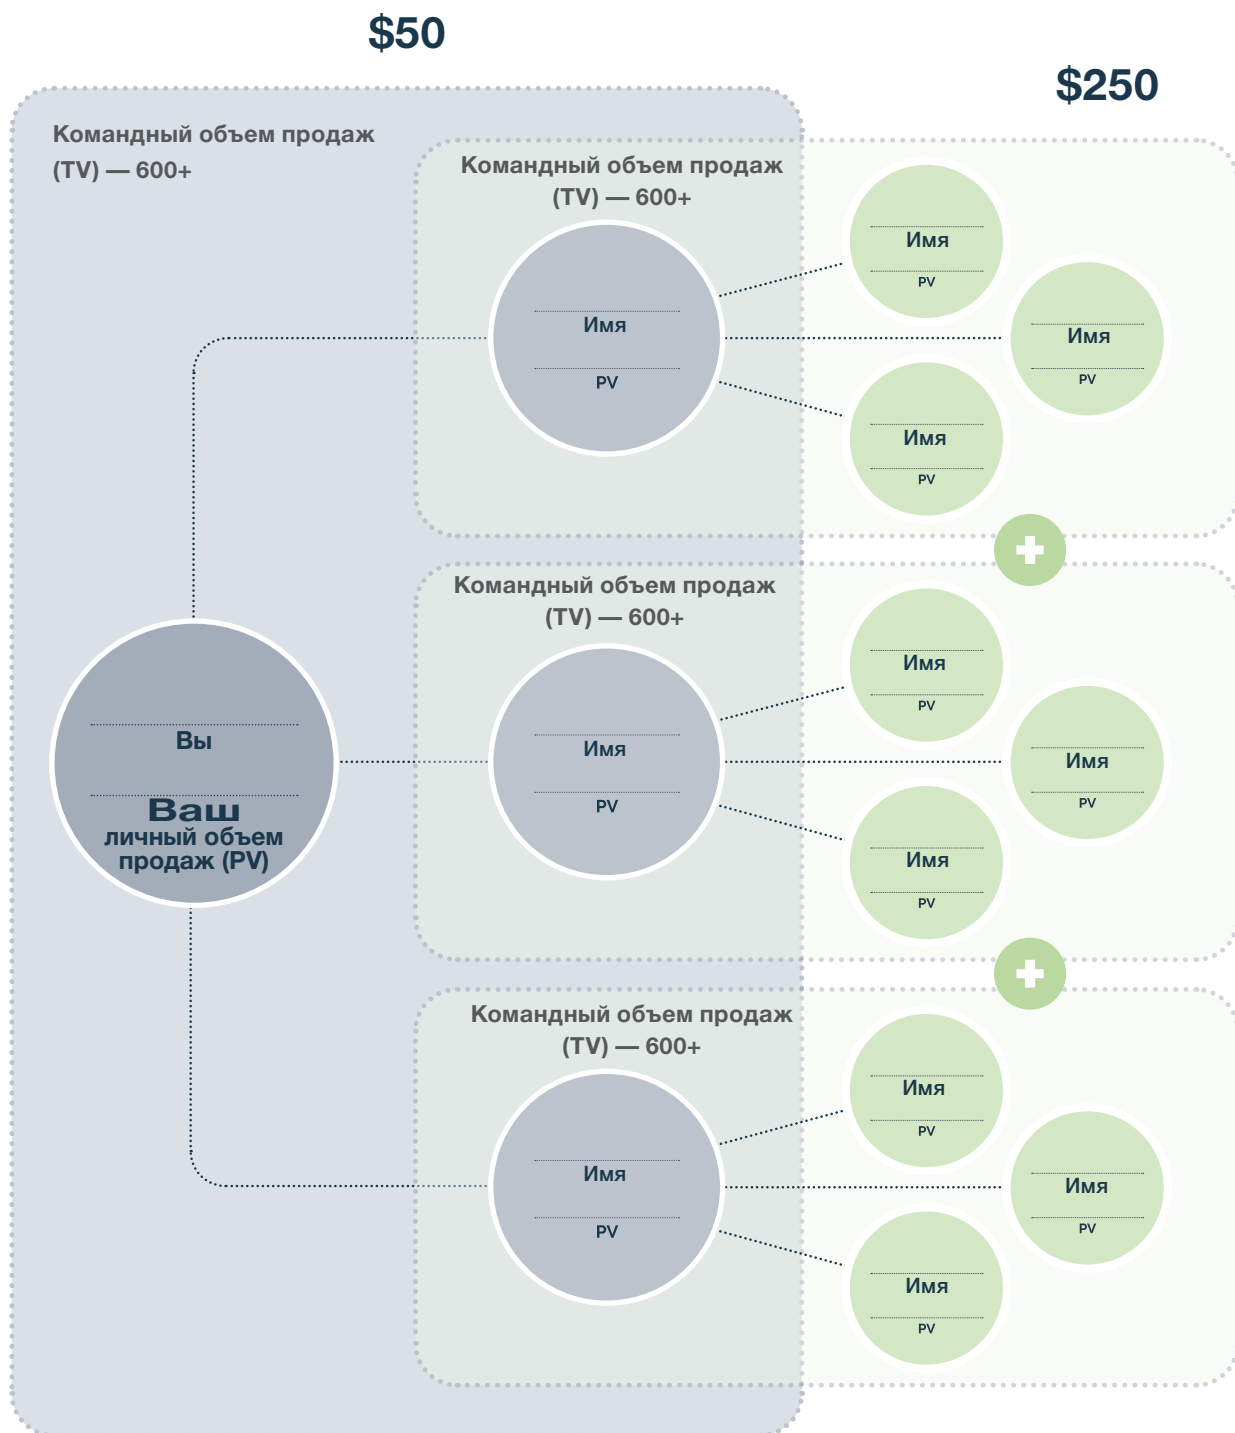 $50
$250
Командный объем продаж
(TV) — 600+
Командный объем продаж
(TV) — 600+
Имя
PV
Имя
PV
Имя
PV
Имя
PV
Командный объем продаж
(TV) — 600+
Имя
PV
Имя
PV
Имя
PV
Имя
PV
Вы
Ваш
личный объем
продаж (PV)
Командный объем продаж
(TV) — 600+
Имя
PV
Имя
PV
Имя
PV
Имя
PV